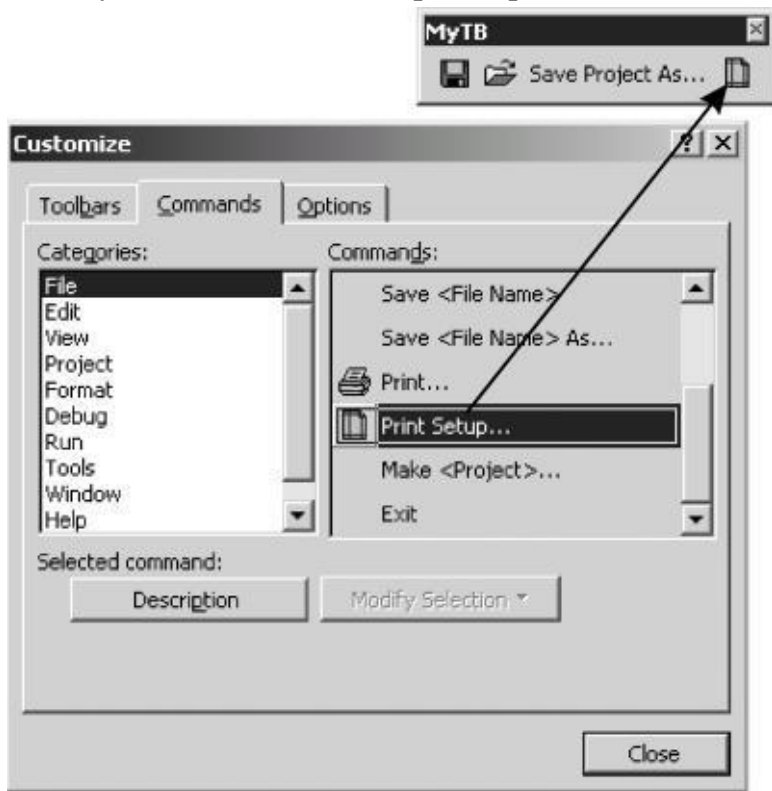 MyTB
Save Project As...
Customize
Toolbars Commands Options
Categories:
File
Edit
View
Project
Format
Debug
Run
Tools
Window
Help
Commands:
Save <File Name>
Save <File Name> As...
Print...
Print Setup...
Make <Project>...
Exit
Selected command:
Description Modify Selection
Close